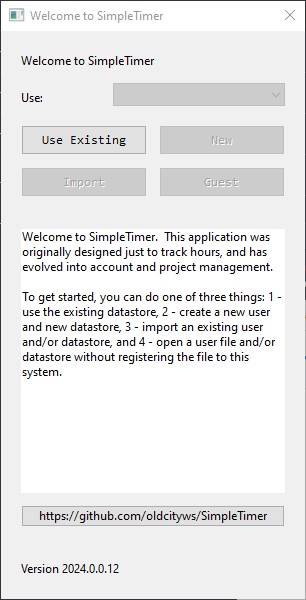 Welcome to SimpleTimer
Welcome to SimpleTimer
Use:
Use Existing
New
Import
Guest
Welcome to SimpleTimer.  This application was
originally designed just to track hours, and has
evolved into account and project management.
To get started, you can do one of three things: 1 -
use the existing datastore, 2 - create a new user
and new datastore, 3 - import an existing user
and/or datastore, and 4 - open a user file and/or
datastore without registering the file to this
system.
https://github.com/oldcityws/SimpleTimer
Version 2024.0.0.12